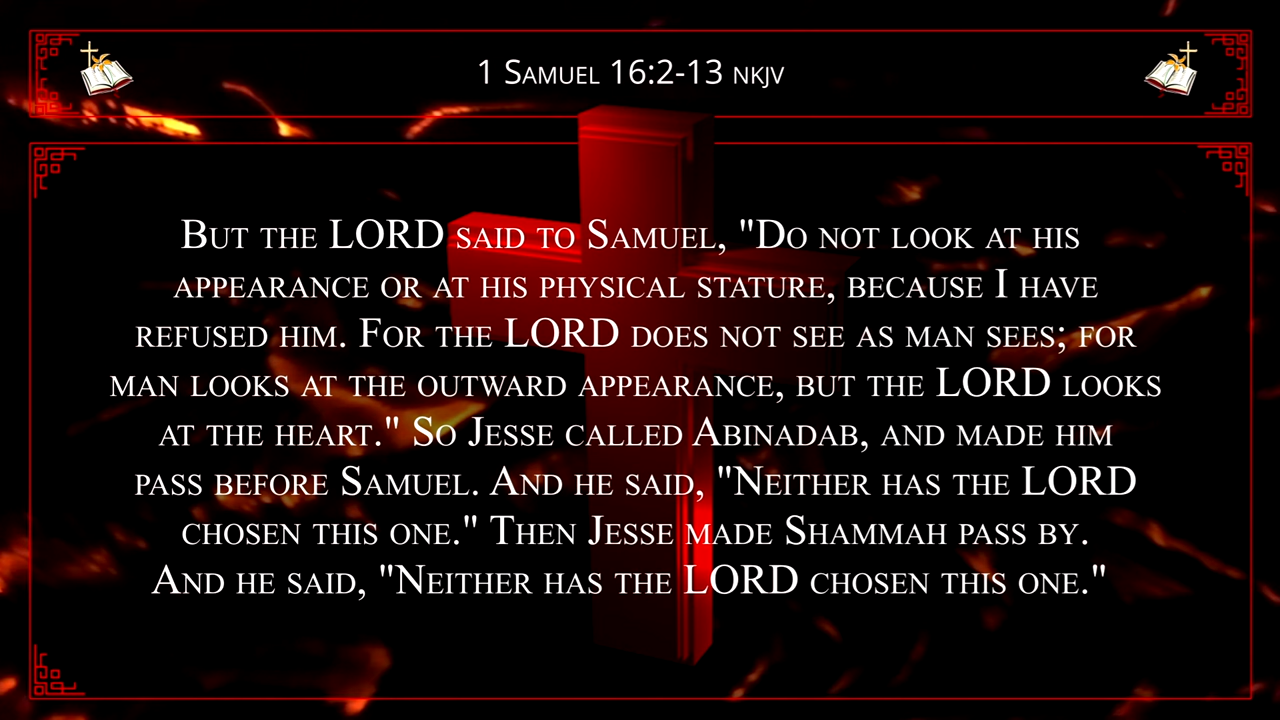 1 Samuel 16:2-13 NKJV
But the LORD said to Samuel, "Do not look at his
appearance or at his physical stature, because I have
refused him. For the LORD does not see as man sees; for
man looks at the outward appearance, but the LORD looks
at the heart." So Jesse called Abinadab, and made him
pass before Samuel. And he said, "Neither has the LORD
chosen this one." Then Jesse made Shammah pass by.
And he said, "Neither has the LORD chosen this one."